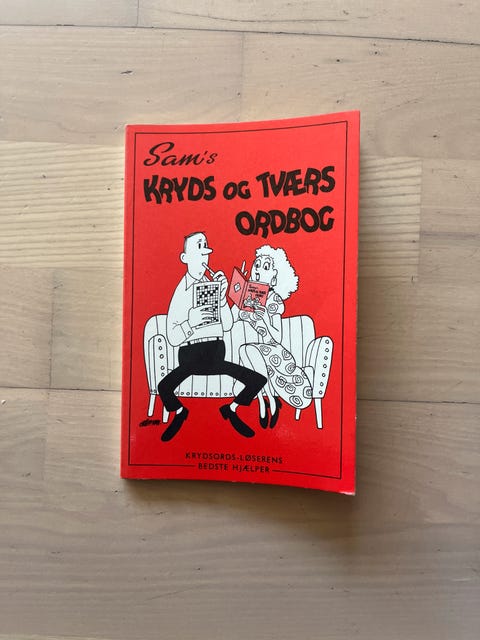 Sam's
KRYDS OG TVÆRS
ORDBOG
KRYDSORDS-LØSERENS
BEDSTE HJÆLPER